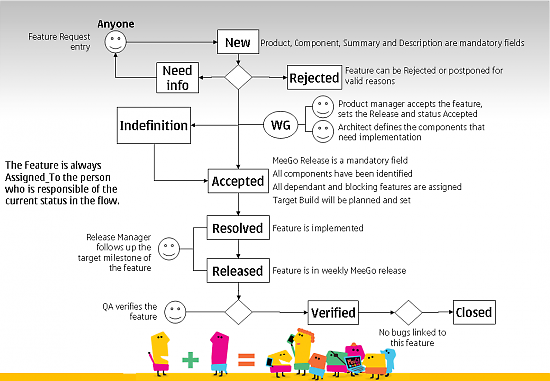 Anyone
Feature Request
entry
New
Product, Component, Summary and Description are mandatory fields
Need
info
Rejected
Feature can be Rejected or postponed for
valid reasons
Indefinition
WG
Product manager accepts the feature,
sets the Release and status Accepted
Architect defines the components that
need implementation
The Feature is always
Assigned_To the person
who is responsible of the
current status in the flow.
Accepted
MeeGo Release is a mandatory field
All components have been identified
All dependant and blocking features are assigned
Target Build will be planned and set
Resolved
Feature is implemented
Release Manager
follows up the
target milestone of
the feature
Released
Feature is in weekly MeeGo release
QA verifies the
feature
Verified
Closed
No bugs linked to
this feature
+ =